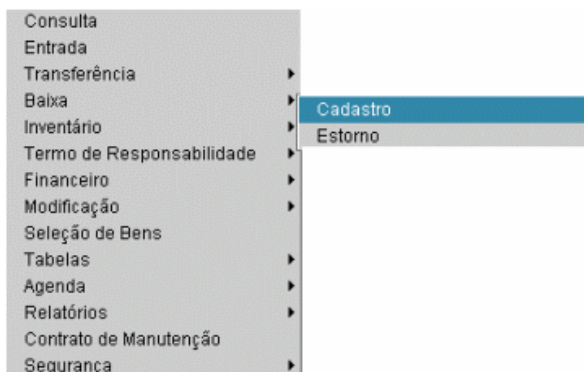 Consulta
Entrada
Transferência
Baixa
Cadastro
Estorno
Inventário
Termo de Responsabilidade
Financeiro
Modificação
Seleção de Bens
Tabelas
Agenda
Relatórios
Contrato de Manutenção
Segurança